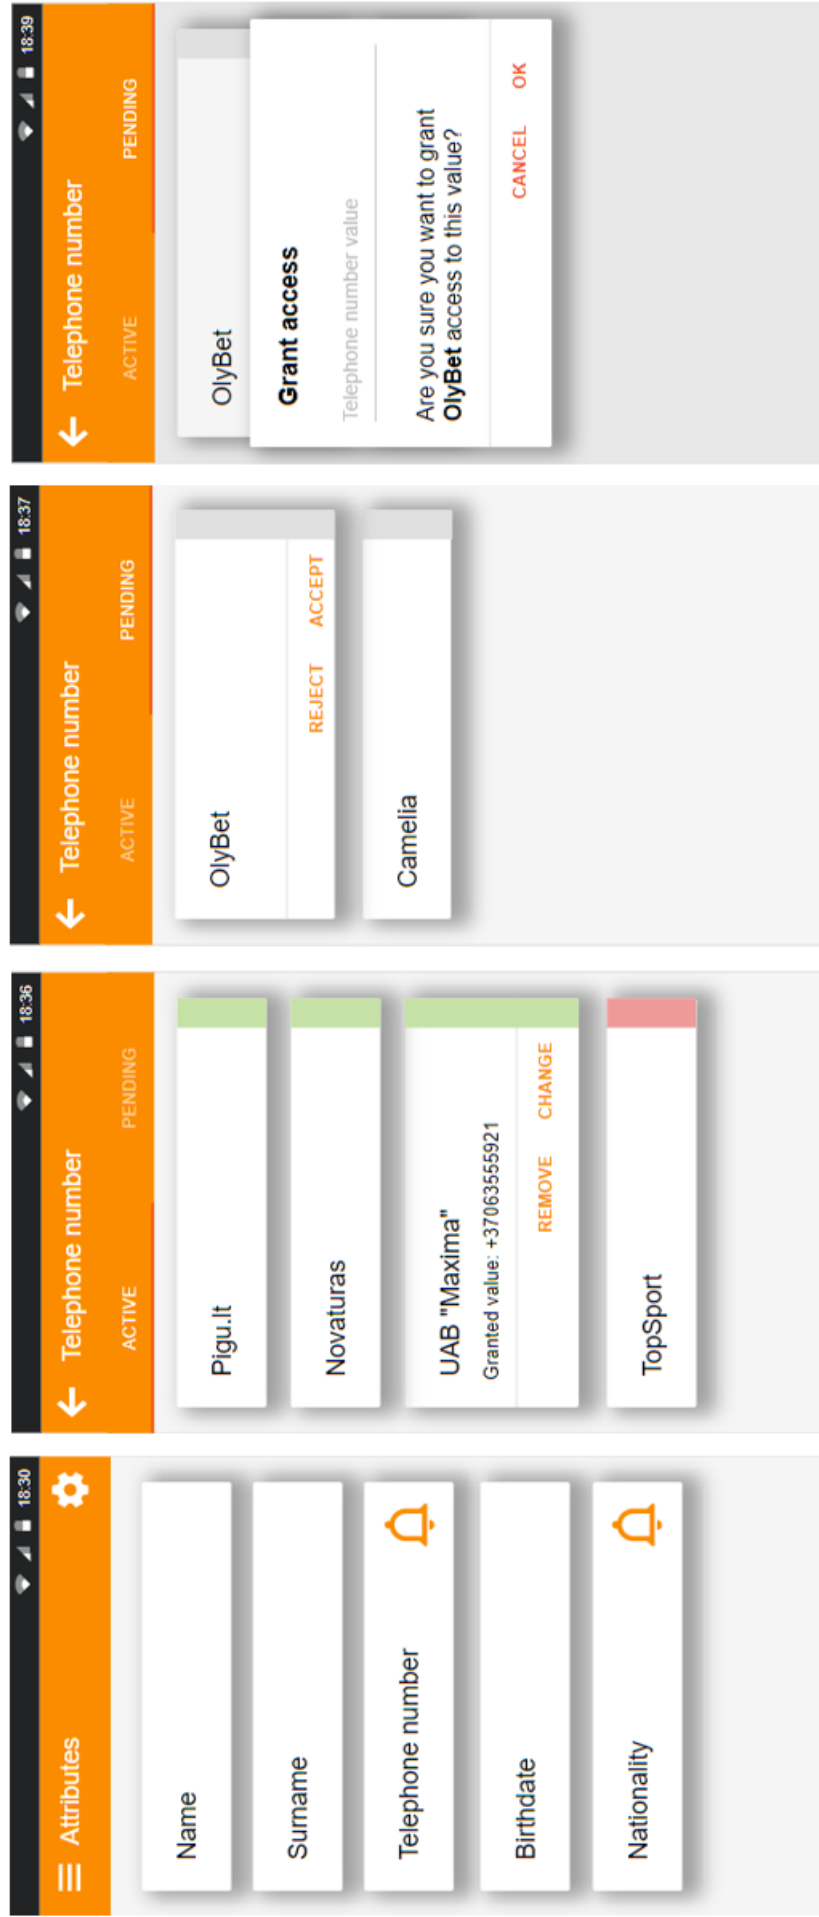 18:30
Attributes
Name
Surname
Telephone number
Birthdate
Nationality
18:36
Telephone number
ACTIVE PENDING
Pigu.lt
Novaturas
UAB "Maxima"
Granted value: +37063555921
REMOVE CHANGE
TopSport
18:37
Telephone number
ACTIVE PENDING
OlyBet
REJECT ACCEPT
Camelia
18:39
Telephone number
ACTIVE PENDING
OlyBet
Grant access
Telephone number value
Are you sure you want to grant
OlyBet access to this value?
CANCEL OK